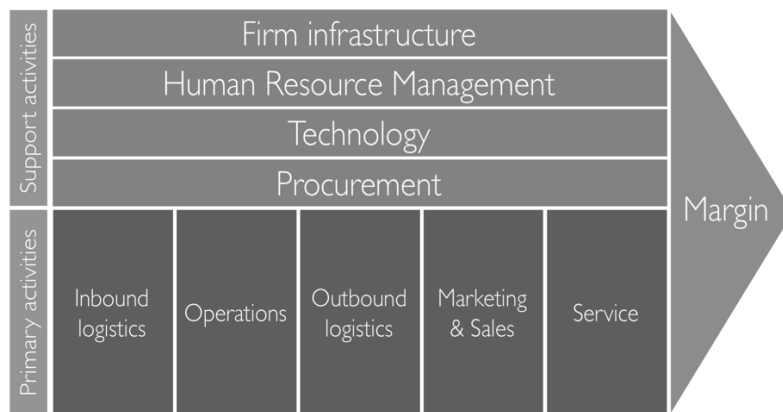 Support activities
Firm infrastructure
Human Resource Management
Technology
Procurement
Margin
Primary activities
Inbound
logistics
Operations
Outbound
logistics
Marketing
& Sales
Service